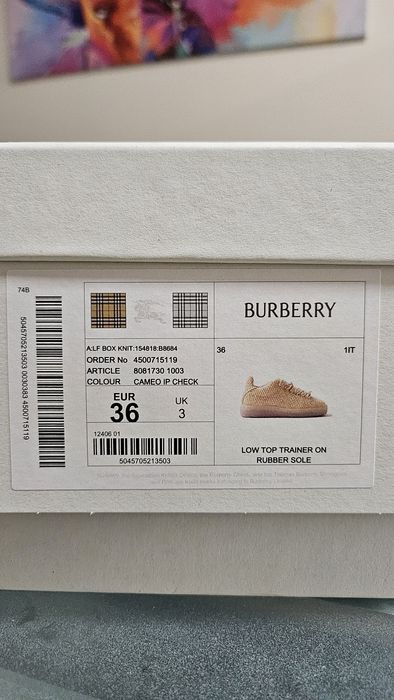 74B
5045705213503 0030383 4500715119
BURBERRY
A:LF BOX KNIT:154818:B8684
ORDER No 4500715119
ARTICLE 8081730 1003
COLOUR CAMEO IP CHECK
EUR
36
UK
3
12406 01
5045705213503
36 1IT
LOW TOP TRAINER ON
RUBBER SOLE